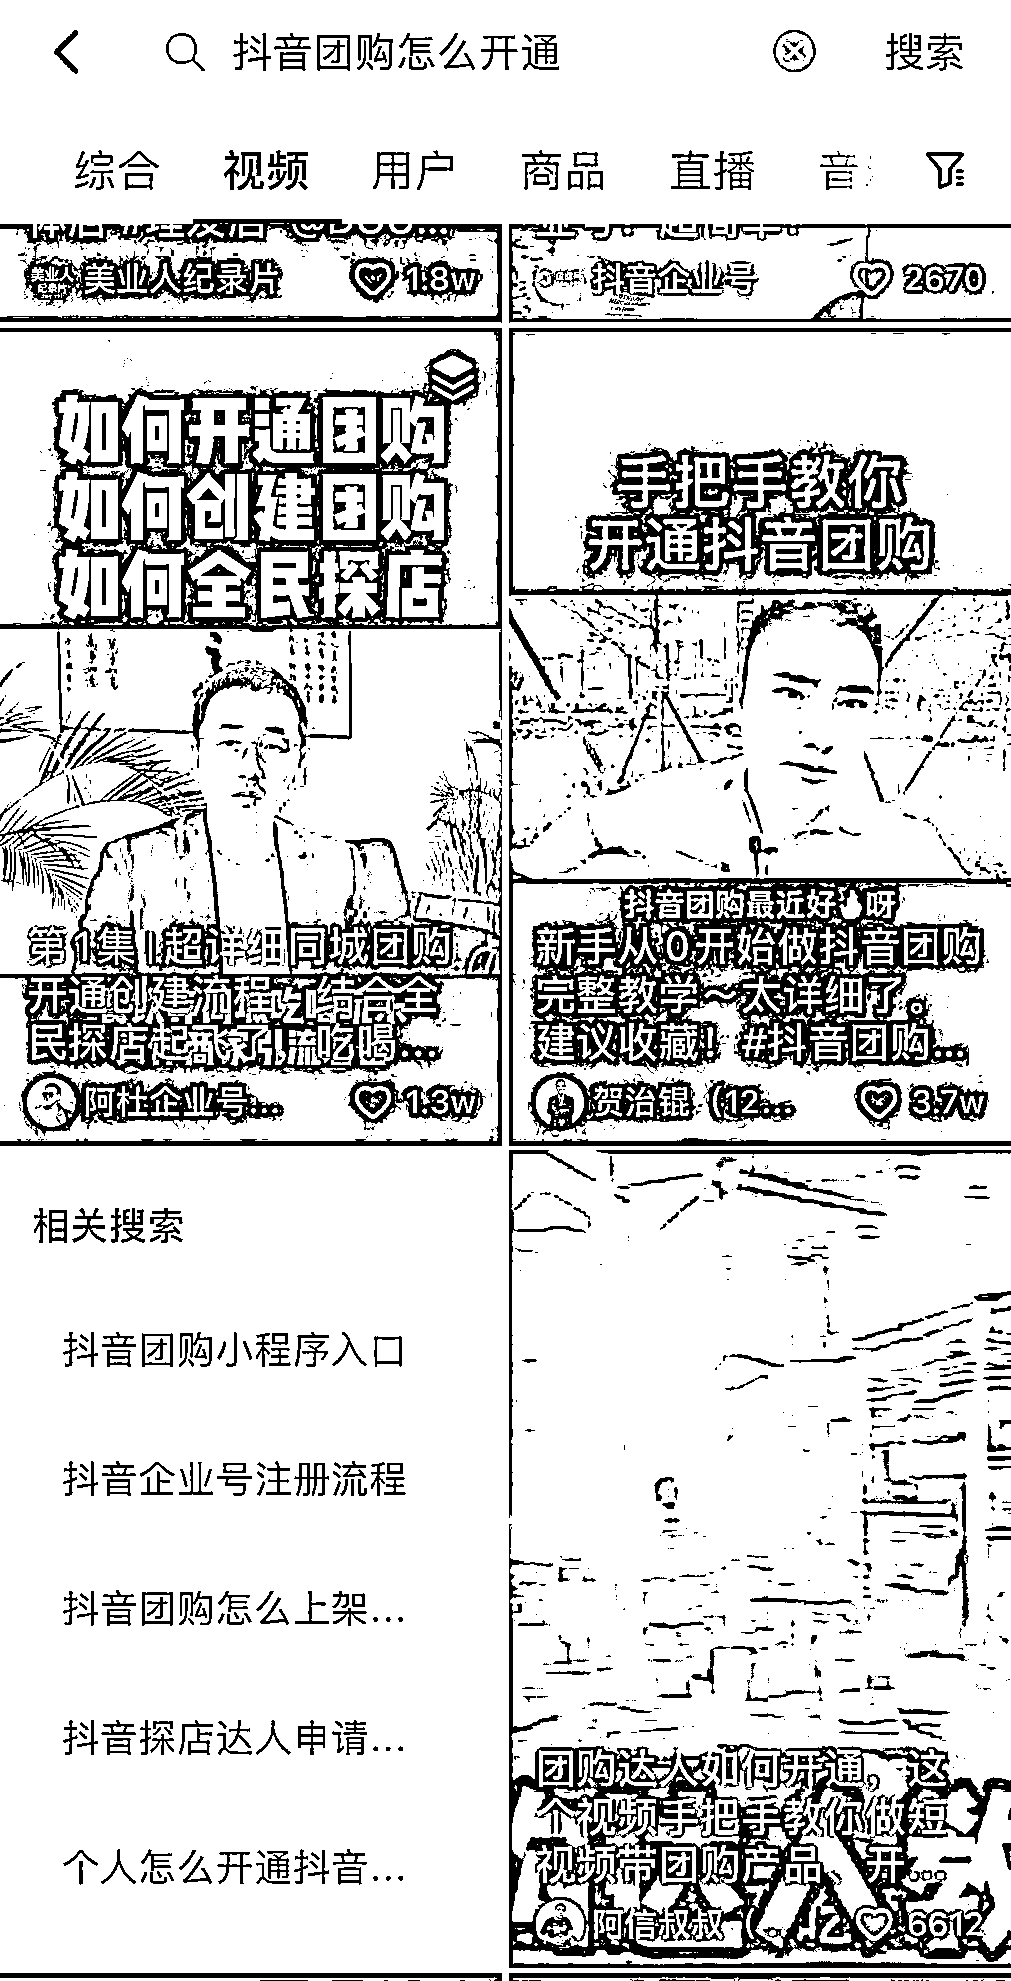 抖音团购怎么开通
搜索
综合
视频
用户
商品
直播
音
美业人纪录片
1.8w
抖音企业号
2670
如何开通团购
如何创建团购
如何全民探店
第1集|超详细同城团购
开通创建流程
结合全
民探店起
引流吃喝...
阿杜企业号...
1.3w
手把手教你
开通抖音团购
抖音团购最近好🔥呀
新手从0开始做抖音团购
完整教学～太详细了。
建议收藏！#抖音团购...
贺治锟（12...
3.7w
相关搜索
抖音团购小程序入口
抖音企业号注册流程
抖音团购怎么上架...
抖音探店达人申请...
个人怎么开通抖音...
团购达人如何开通，这
个视频手把手教你做短
视频带团购产品、开...
阿信叔叔（
6612